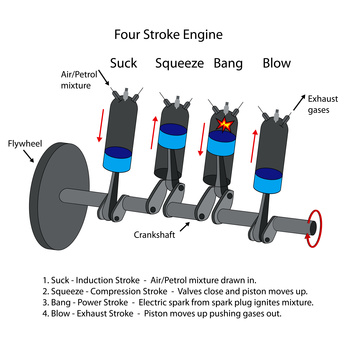 Four Stroke Engine
Suck Squeeze Bang Blow
Air/Petrol
mixture
Exhaust
gases
Flywheel
Crankshaft
1. Suck - Induction Stroke - Air/Petrol mixture drawn in.
2. Squeeze - Compression Stroke - Valves close and piston moves up.
3. Bang - Power Stroke - Electric spark from spark plug ignites mixture.
4. Blow - Exhaust Stroke - Piston moves up pushing gases out.